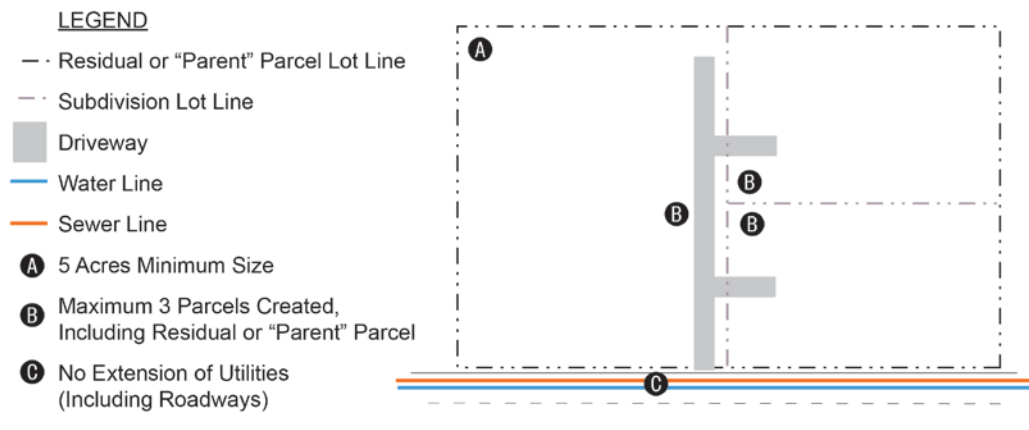 LEGEND
Residual or “Parent” Parcel Lot Line
Subdivision Lot Line
Driveway
Water Line
Sewer Line
A 5 Acres Minimum Size
B Maximum 3 Parcels Created,
Including Residual or “Parent” Parcel
C No Extension of Utilities
(Including Roadways)
A
B
B
B
C